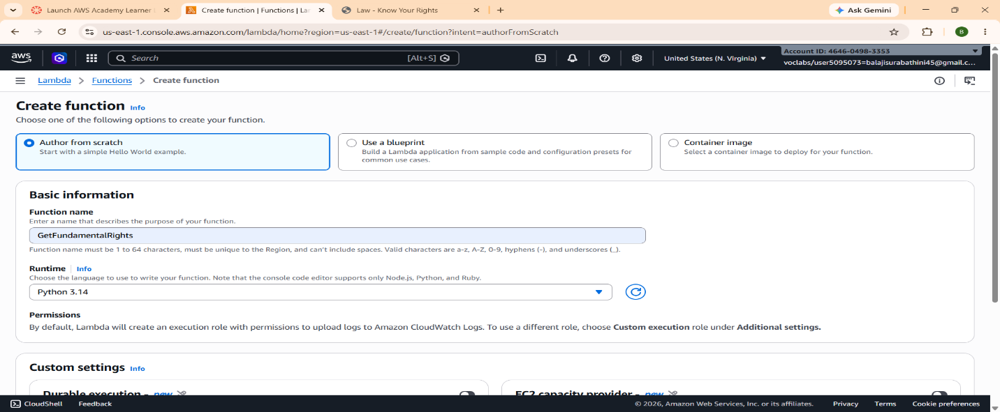 Launch AWS Academy Learner
Create function | Functions | Lar
Law - Know Your Rights
Ask Gemini
us-east-1.console.aws.amazon.com/lambda/home?region=us-east-1#/create/function?intent=authorFromScratch
B
aws
Search
[Alt+S]
United States (N. Virginia)
Account ID: 4646-0498-3353
voclabs/user5095073=balajisurabathini45@gmail.c...
Lambda > Functions > Create function
Create function Info
Choose one of the following options to create your function.
Author from scratch
Start with a simple Hello World example.
Use a blueprint
Build a Lambda application from sample code and configuration presets for
common use cases.
Container image
Select a container image to deploy for your function.
Basic information
Function name
Enter a name that describes the purpose of your function.
GetFundamentalRights
Function name must be 1 to 64 characters, must be unique to the Region, and can't include spaces. Valid characters are a-z, A-Z, 0-9, hyphens (-), and underscores (_).
Runtime | Info
Choose the language to use to write your function. Note that the console code editor supports only Node.js, Python, and Ruby.
Python 3.14
Permissions
By default, Lambda will create an execution role with permissions to upload logs to Amazon CloudWatch Logs. To use a different role, choose Custom execution role under Additional settings.
Custom settings Info
Durable execution - new
EC2 capacity provider - new
CloudShell
Feedback
© 2026, Amazon Web Services, Inc. or its affiliates.
Privacy
Terms
Cookie preferences